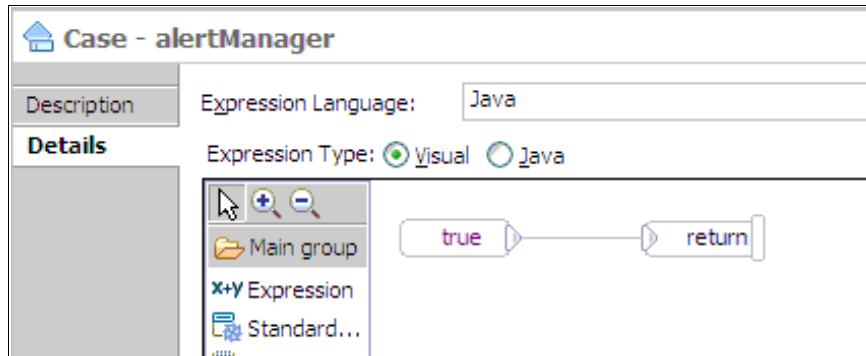 Case - alertManager
Description
Details
Expression Language: Java
Expression Type: Visual Java
Main group
true return
x+y Expression
Standard...